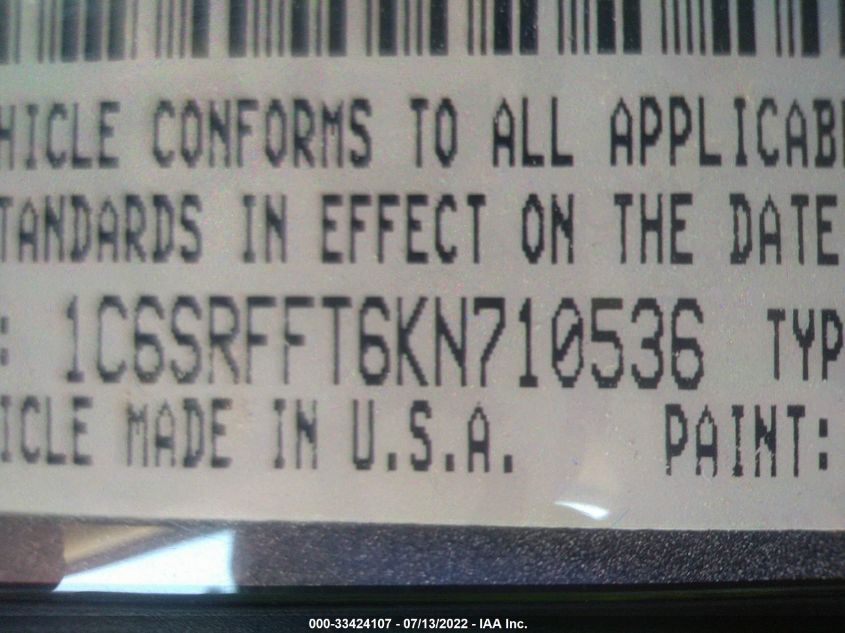 HICLE CONFORMS TO ALL APPLICAB
TANDARDS IN EFFECT ON THE DATE
: 1C6SRFFT6KN710536 TYP
ICLE MADE IN U.S.A. PAINT:
000-33424107 - 07/13/2022 - IAA Inc.